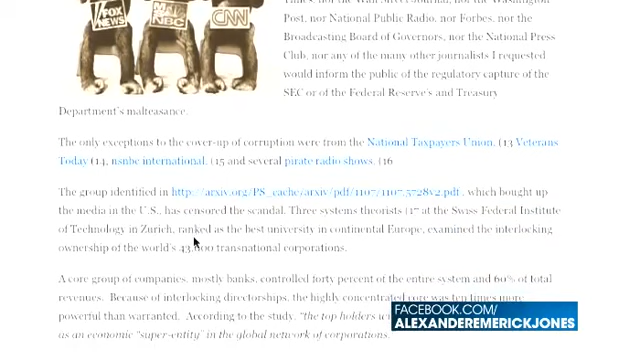 FOX NEWS
NBC
CNN
Times, nor the Wall Street Journal, nor the Washington
Post, nor National Public Radio, nor Forbes, nor the
Broadcasting Board of Governors, nor the National Press
Club, nor any of the many other journalists I requested
would inform the public of the regulatory capture of the
SEC or of the Federal Reserve's and Treasury
Department's malfeasance.
The only exceptions to the cover-up of corruption were from the National Taxpayers Union, (13 Veterans
Today (14, nsnbc international, (15 and several pirate radio shows. (16
The group identified in http://arxiv.org/PS_cache/arxiv/pdf/1107/1107.5728v2.pdf , which bought up
the media in the U.S., has censored the scandal. Three systems theorists (17 at the Swiss Federal Institute
of Technology in Zurich, ranked as the best university in continental Europe, examined the interlocking
ownership of the world's 43,000 transnational corporations.
A core group of companies, mostly banks, controlled forty percent of the entire system and 60% of total
revenues. Because of interlocking directorships, the highly concentrated core was ten times more
powerful than warranted. According to the study, "the top holders
as an economic "super-entity" in the global network of corporations.
FACEBOOK.COM/
ALEXANDEREMERICKJONES